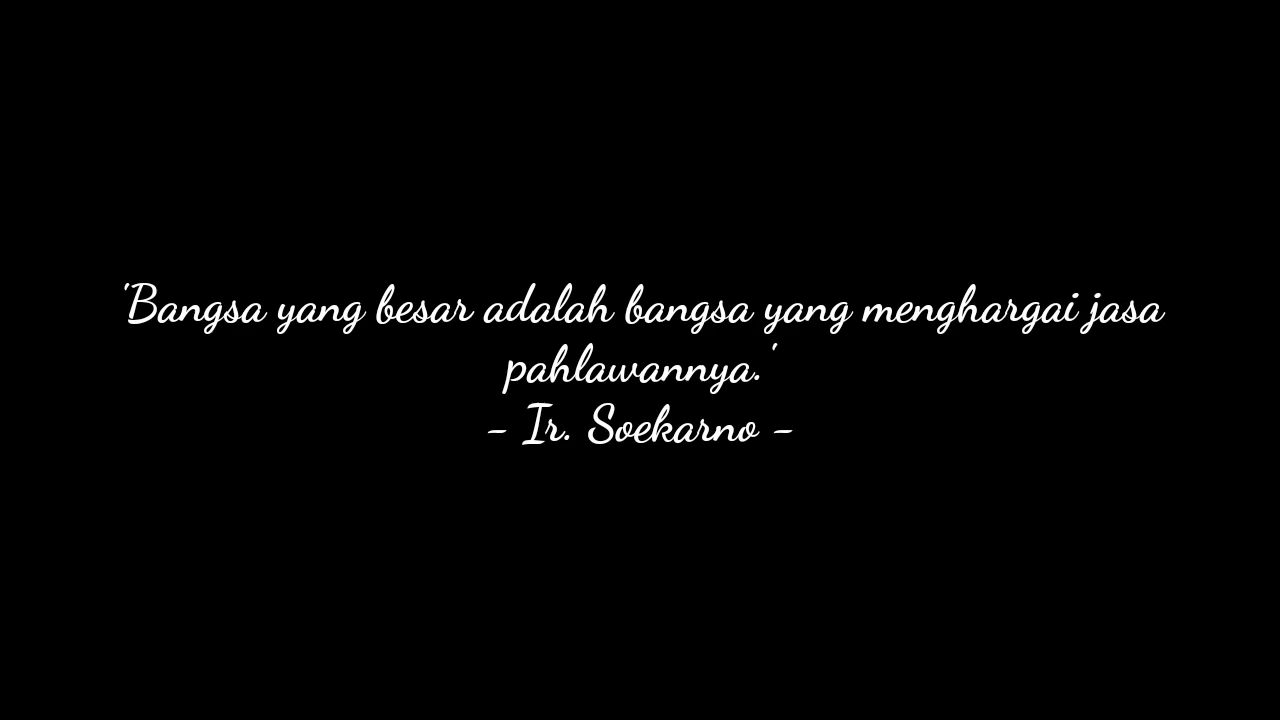 'Bangsa yang besar adalah bangsa yang menghargai jasa
pahlawannya.'
- Ir. Soekarno -